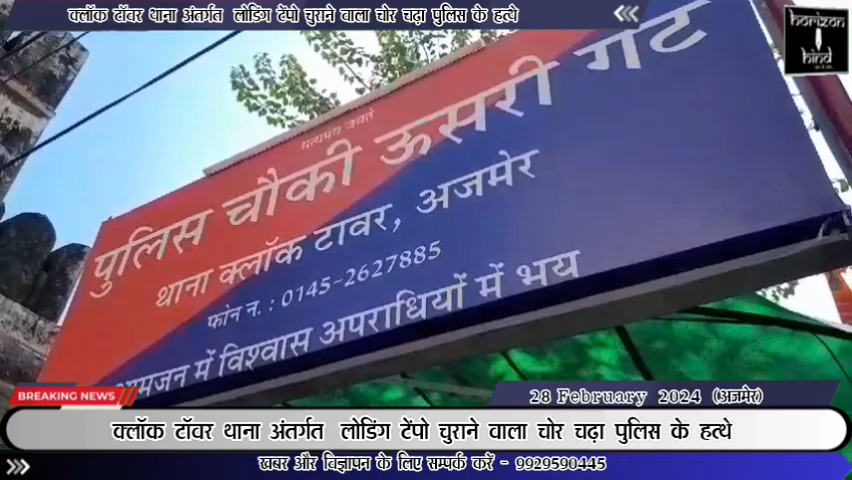 क्लॉक टॉवर थाना अंतर्गत लोडिंग टेंपो चुराने वाला चोर चढ़ा पुलिस के हत्थे
horizon
hind
सत्यमेव जयते
पुलिस चौकी ऊसरी गेट
थाना क्लॉक टावर, अजमेर
फोन न. : 0145-2627885
आमजन में विश्वास अपराधियों में भय
BREAKING NEWS
28 February 2024 (अजमेर)
क्लॉक टॉवर थाना अंतर्गत लोडिंग टेंपो चुराने वाला चोर चढ़ा पुलिस के हत्थे
खबर और विज्ञापन के लिए सम्पर्क करें - 9929590445